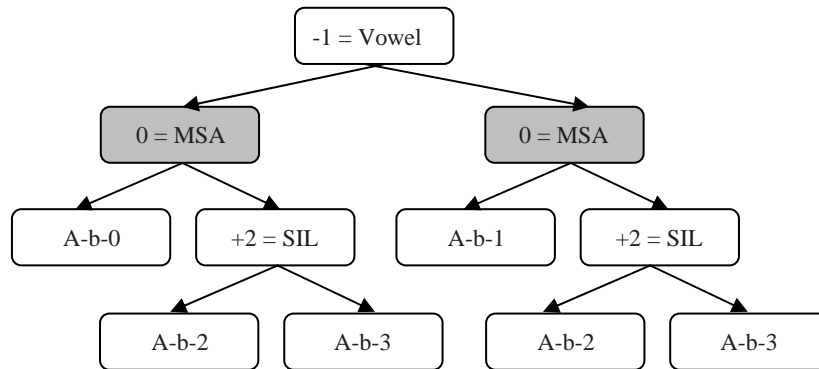 -1 = Vowel
0 = MSA
0 = MSA
A-b-0
+2 = SIL
A-b-1
+2 = SIL
A-b-2
A-b-3
A-b-2
A-b-3